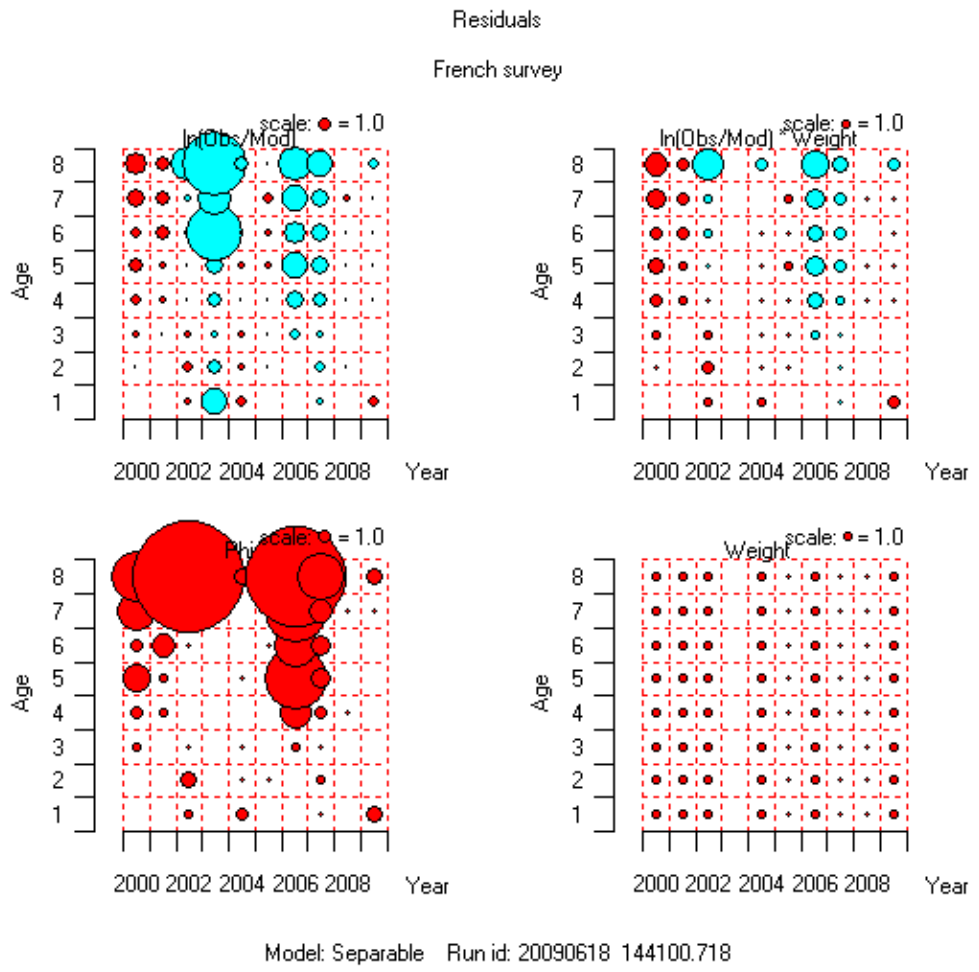 Residuals
French survey
scale: = 1.0
ln(Obs/Mod)
8
7
6
5
4
3
2
1
Age
2000 2002 2004 2006 2008 Year
scale: = 1.0
ln(Obs/Mod) * Weight
8
7
6
5
4
3
2
1
Age
2000 2002 2004 2006 2008 Year
scale: = 1.0
8
7
6
5
4
3
2
1
Age
2000 2002 2004 2006 2008 Year
scale: = 1.0
Weight
8
7
6
5
4
3
2
1
Age
2000 2002 2004 2006 2008 Year
Model: Separable Run id: 20090618 144100.718